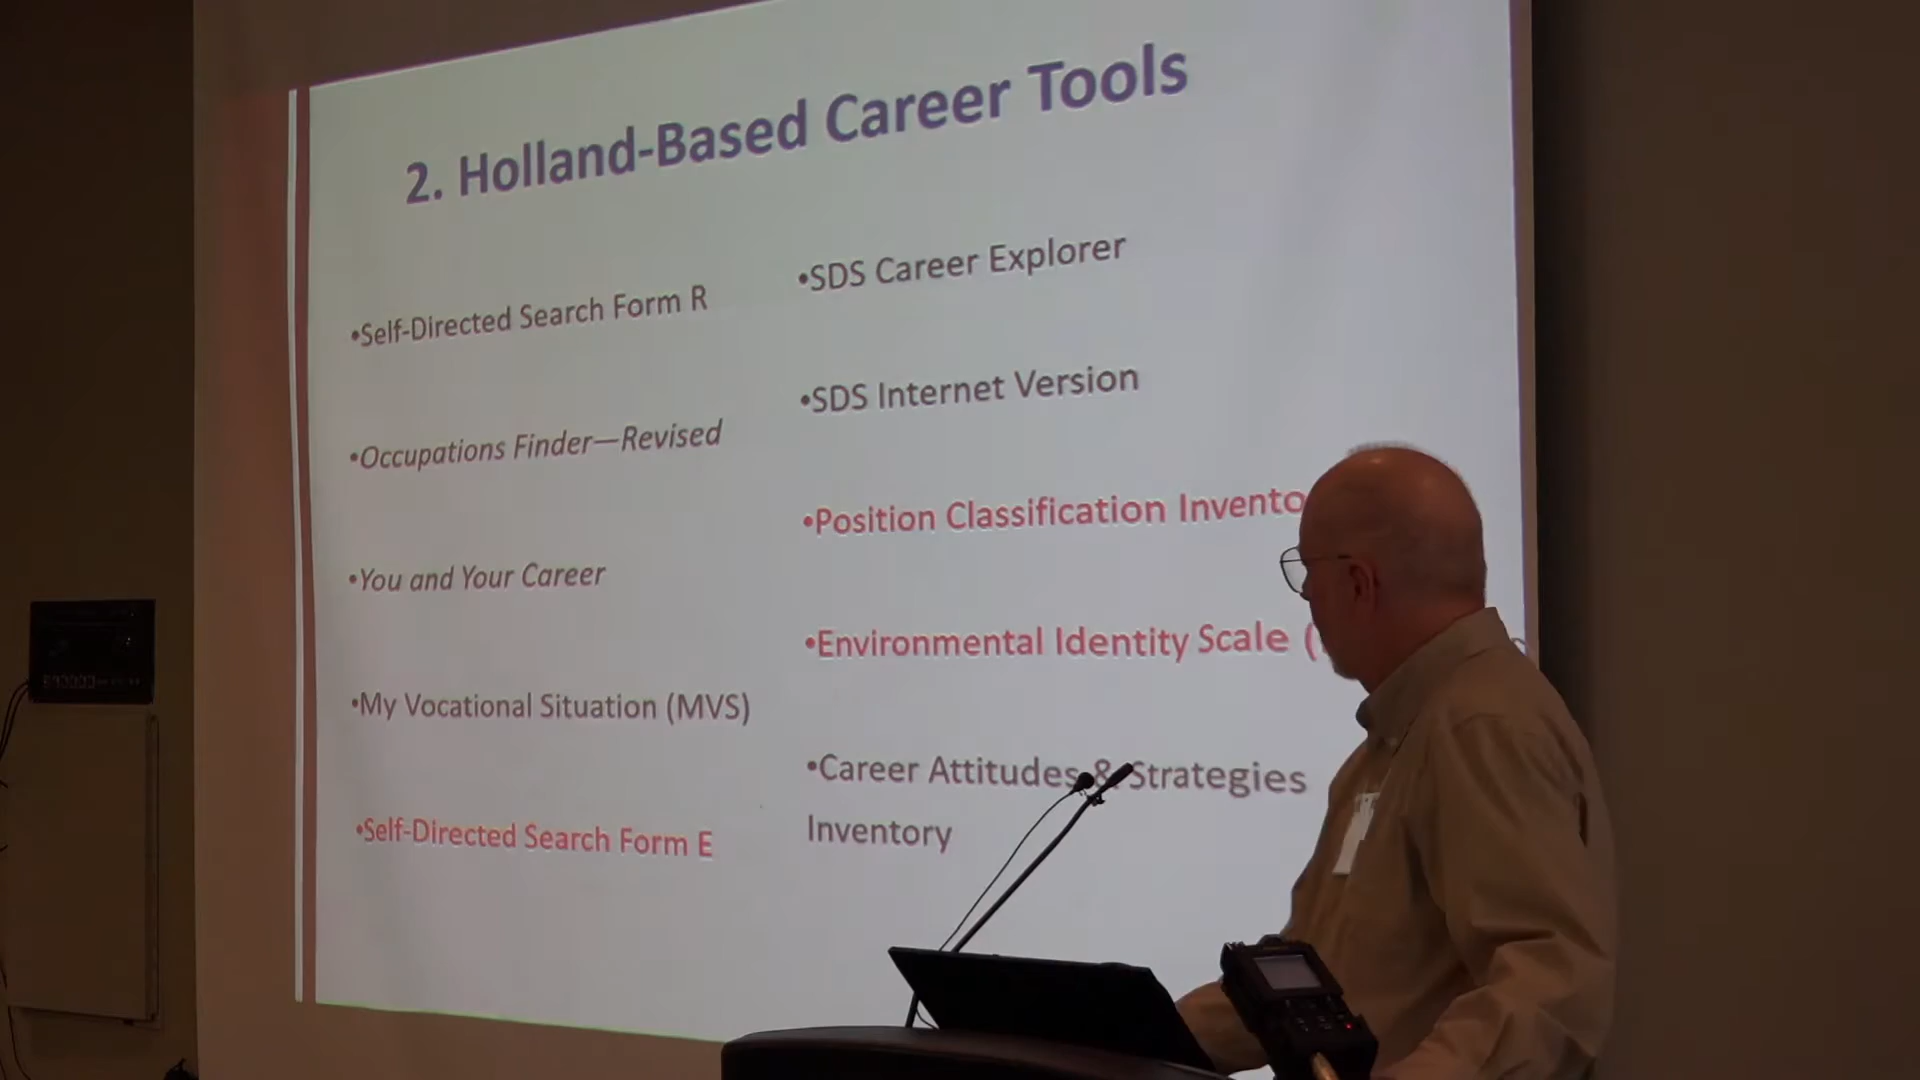 2. Holland-Based Career Tools
•Self-Directed Search Form R
•Occupations Finder—Revised
•You and Your Career
•My Vocational Situation (MVS)
•Self-Directed Search Form E
•SDS Career Explorer
•SDS Internet Version
•Position Classification
•Environmental Identity Scale (
•Career Attitudes & Strategies
Inventory